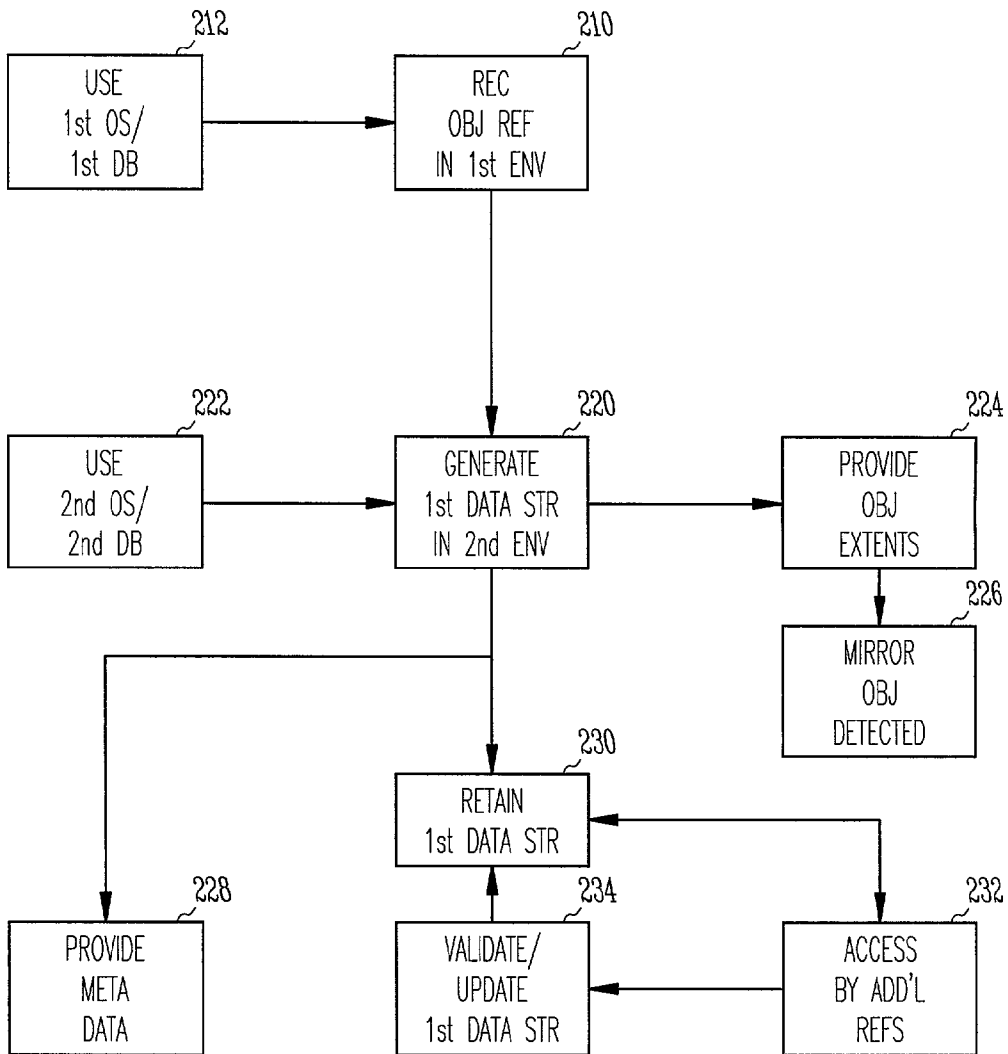 212
USE
1st OS/
1st DB
210
REC
OBJ REF
IN 1st ENV
222
USE
2nd OS/
2nd DB
220
GENERATE
1st DATA STR
IN 2nd ENV
224
PROVIDE
OBJ
EXTENTS
226
MIRROR
OBJ
DETECTED
230
RETAIN
1st DATA STR
228
PROVIDE
META
DATA
234
VALIDATE/
UPDATE
1st DATA STR
232
ACCESS
BY ADD'L
REFS